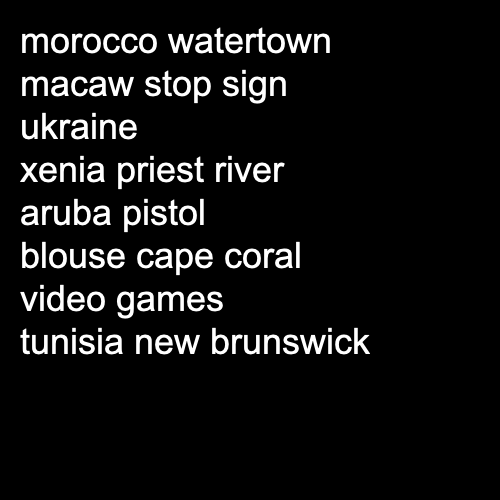 morocco watertown
macaw stop sign
ukraine
xenia priest river
aruba pistol
blouse cape coral
video games
tunisia new brunswick